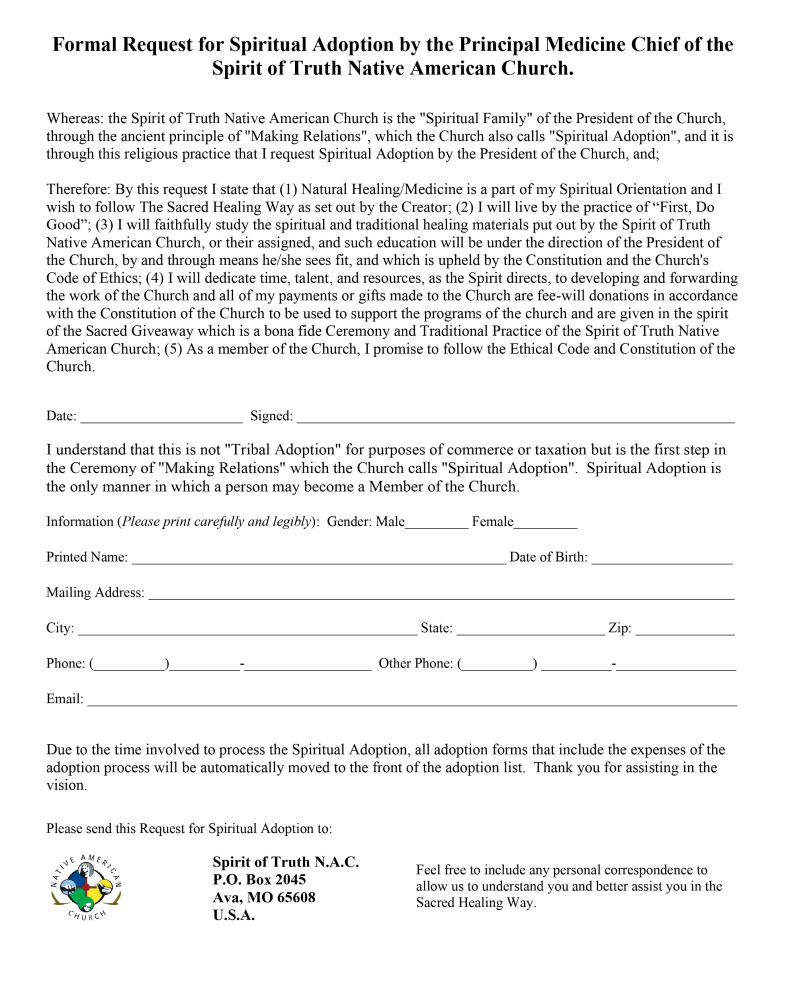 Formal Request for Spiritual Adoption by the Principal Medicine Chief of the
Spirit of Truth Native American Church.
Whereas: the Spirit of Truth Native American Church is the "Spiritual Family" of the President of the Church,
through the ancient principle of "Making Relations", which the Church also calls "Spiritual Adoption", and it is
through this religious practice that I request Spiritual Adoption by the President of the Church, and;
Therefore: By this request I state that (1) Natural Healing/Medicine is a part of my Spiritual Orientation and I
wish to follow The Sacred Healing Way as set out by the Creator; (2) I will live by the practice of “First, Do
Good”; (3) I will faithfully study the spiritual and traditional healing materials put out by the Spirit of Truth
Native American Church, or their assigned, and such education will be under the direction of the President of
the Church, by and through means he/she sees fit, and which is upheld by the Constitution and the Church's
Code of Ethics; (4) I will dedicate time, talent, and resources, as the Spirit directs, to developing and forwarding
the work of the Church and all of my payments or gifts made to the Church are fee-will donations in accordance
with the Constitution of the Church to be used to support the programs of the church and are given in the spirit
of the Sacred Giveaway which is a bona fide Ceremony and Traditional Practice of the Spirit of Truth Native
American Church; (5) As a member of the Church, I promise to follow the Ethical Code and Constitution of the
Church.
Date: _______________________ Signed: ______________________________________________________________
I understand that this is not "Tribal Adoption" for purposes of commerce or taxation but is the first step in
the Ceremony of "Making Relations" which the Church calls "Spiritual Adoption".  Spiritual Adoption is
the only manner in which a person may become a Member of the Church.
Information (Please print carefully and legibly):  Gender: Male_________ Female_________
Printed Name: _____________________________________________________ Date of Birth: ____________________
Mailing Address: ___________________________________________________________________________________
City: ________________________________________________ State: _____________________ Zip: ______________
Phone: (__________)__________-__________________ Other Phone: (__________) __________-_________________
Email: ____________________________________________________________________________________________
Due to the time involved to process the Spiritual Adoption, all adoption forms that include the expenses of the
adoption process will be automatically moved to the front of the adoption list.  Thank you for assisting in the
vision.
Please send this Request for Spiritual Adoption to:
NATIVE AMERICAN
CHURCH
Spirit of Truth N.A.C.
P.O. Box 2045
Ava, MO 65608
U.S.A.
Feel free to include any personal correspondence to
allow us to understand you and better assist you in the
Sacred Healing Way.